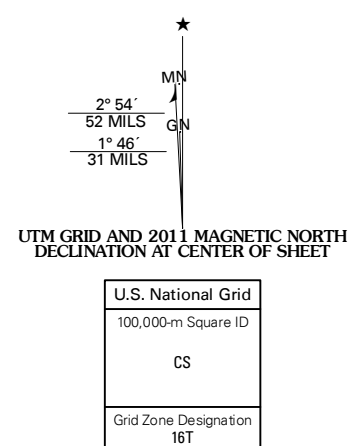 ★
MN
2° 54´
52 MILS
GN
1° 46´
31 MILS
UTM GRID AND 2011 MAGNETIC NORTH
DECLINATION AT CENTER OF SHEET
U.S. National Grid
100,000-m Square ID
CS
Grid Zone Designation
16T